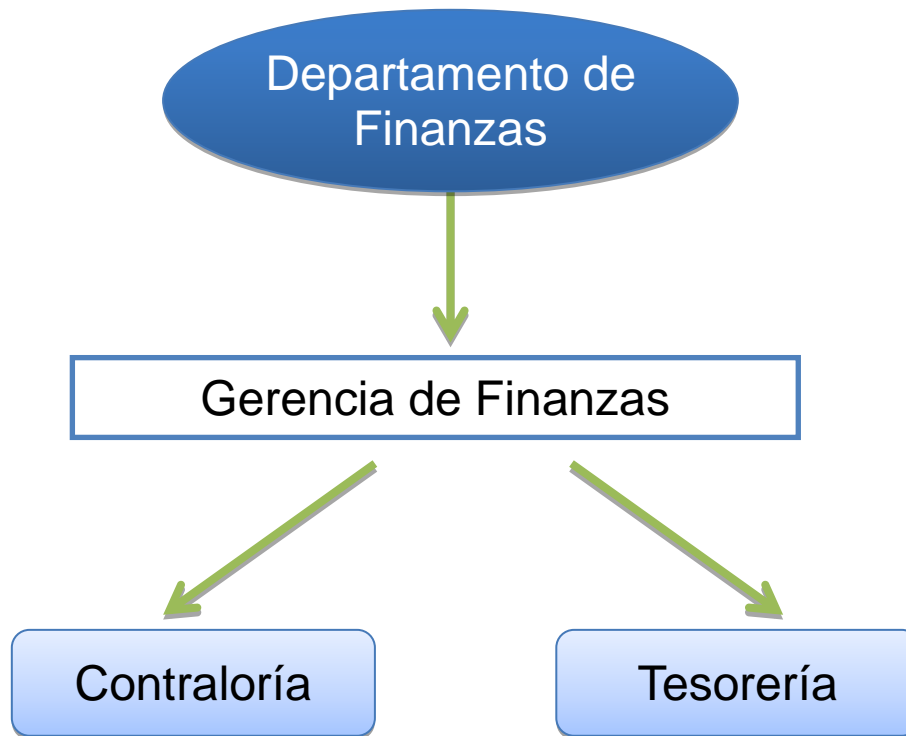 Departamento de
Finanzas
Gerencia de Finanzas
Contraloría
Tesorería